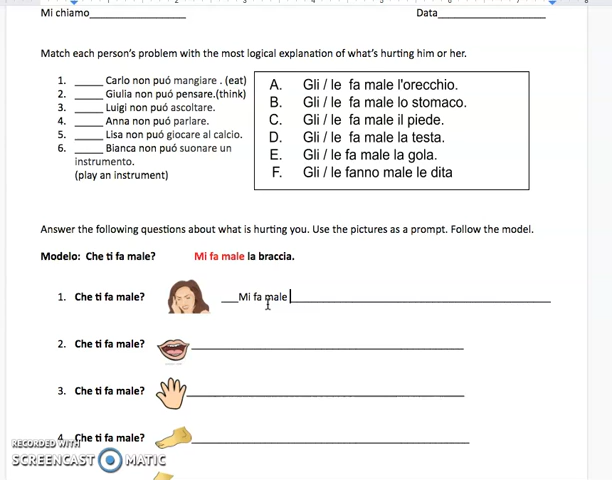 Mi chiamo________________ Data__________________
Match each person's problem with the most logical explanation of what's hurting him or her.
1. _____ Carlo non puó mangiare . (eat)
2. _____ Giulia non puó pensare.(think)
3. _____ Luigi non puó ascoltare.
4. _____ Anna non puó parlare.
5. _____ Lisa non puó giocare al calcio.
6. _____ Bianca non puó suonare un
instrumento.
(play an instrument)
A. Gli / le fa male l'orecchio.
B. Gli / le fa male lo stomaco.
C. Gli / le fa male il piede.
D. Gli / le fa male la testa.
E. Gli / le fa male la gola.
F. Gli / le fanno male le dita
Answer the following questions about what is hurting you. Use the pictures as a prompt. Follow the model.
Modelo: Che ti fa male? Mi fa male la braccia.
1. Che ti fa male? ___Mi fa male ____________________
2. Che ti fa male? ____________________
3. Che ti fa male? ____________________
4. Che ti fa male? ____________________
RECORDED WITH
SCREENCAST O MATIC